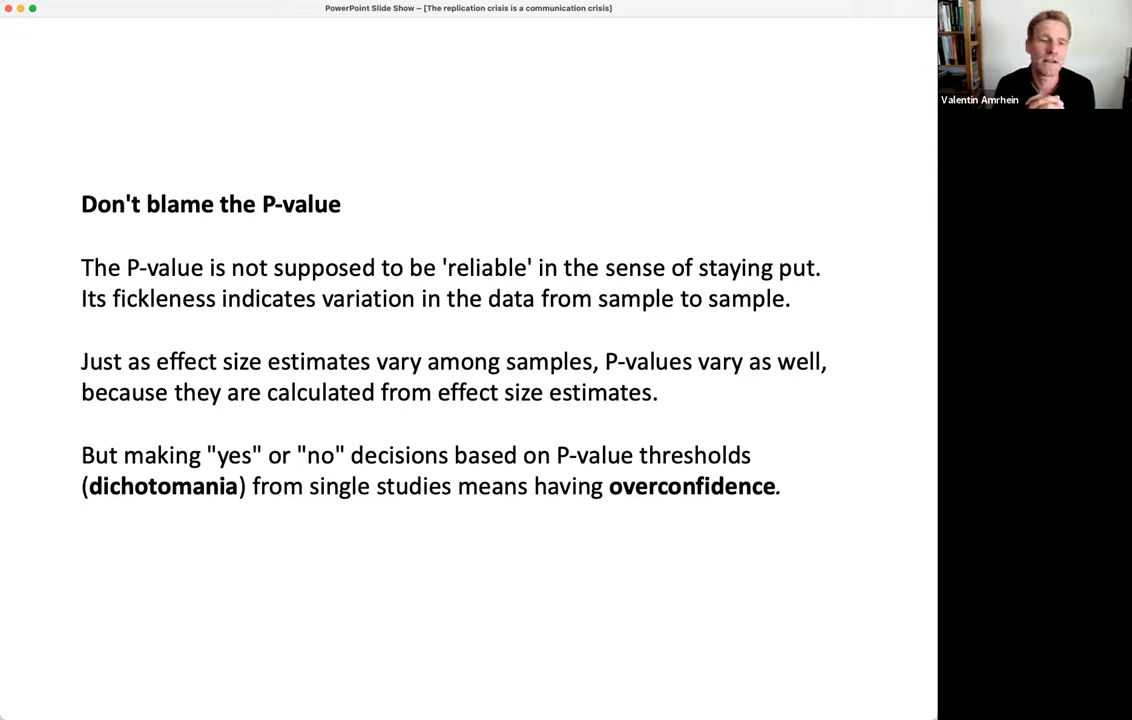 PowerPoint Slide Show – [The replication crisis is a communication crisis]
Valentin Amrhein
Don't blame the P-value
The P-value is not supposed to be 'reliable' in the sense of staying put.
Its fickleness indicates variation in the data from sample to sample.
Just as effect size estimates vary among samples, P-values vary as well,
because they are calculated from effect size estimates.
But making "yes" or "no" decisions based on P-value thresholds
(dichotomania) from single studies means having overconfidence.